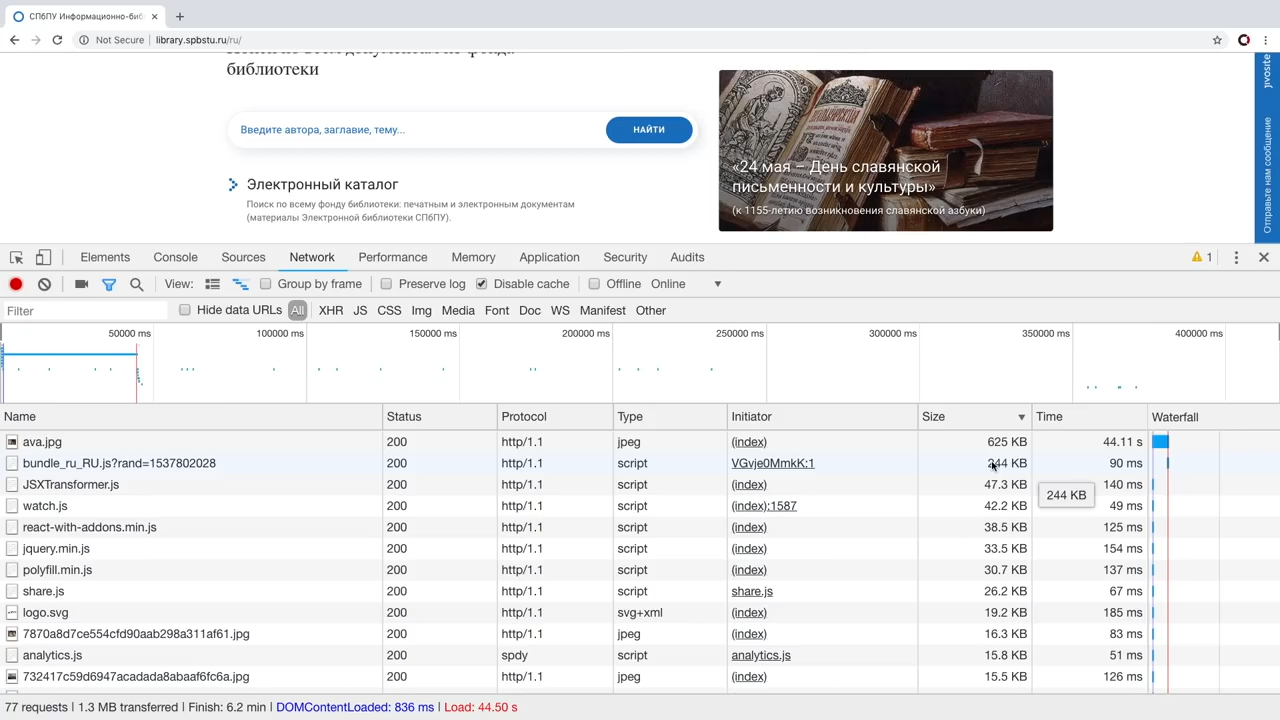 СПбПУ Информационно-биб
Not Secure | library.spbstu.ru/ru/
библиотеки
Введите автора, заглавие, тему...
НАЙТИ
Электронный каталог
Поиск по всему фонду библиотеки: печатным и электронным документам
(материалы Электронной библиотеки СПбПУ).
«24 мая – День славянской
письменности и культуры»
(к 1155-летию возникновения славянской азбуки)
Отправьте нам сообщение
jivosite
Elements Console Sources Network Performance Memory Application Security Audits 1
View: Group by frame Preserve log Disable cache Offline Online
Filter Hide data URLs All XHR JS CSS Img Media Font Doc WS Manifest Other
50000 ms 100000 ms 150000 ms 200000 ms 250000 ms 300000 ms 350000 ms 400000 ms
Name Status Protocol Type Initiator Size Time Waterfall
ava.jpg 200 http/1.1 jpeg (index) 625 KB 44.11 s
bundle_ru_RU.js?rand=1537802028 200 http/1.1 script VGvje0MmkK:1 244 KB 90 ms
JSXTransformer.js 200 http/1.1 script (index) 47.3 KB 140 ms
244 KB
watch.js 200 http/1.1 script (index):1587 42.2 KB 49 ms
react-with-addons.min.js 200 http/1.1 script (index) 38.5 KB 125 ms
jquery.min.js 200 http/1.1 script (index) 33.5 KB 154 ms
polyfill.min.js 200 http/1.1 script (index) 30.7 KB 137 ms
share.js 200 http/1.1 script share.js 26.2 KB 67 ms
logo.svg 200 http/1.1 svg+xml (index) 19.2 KB 185 ms
7870a8d7ce554cfd90aab298a311af61.jpg 200 http/1.1 jpeg (index) 16.3 KB 83 ms
analytics.js 200 spdy script analytics.js 15.8 KB 51 ms
732417c59d6947acadada8abaaf6fc6a.jpg 200 http/1.1 jpeg (index) 15.5 KB 126 ms
77 requests | 1.3 MB transferred | Finish: 6.2 min | DOMContentLoaded: 836 ms | Load: 44.50 s